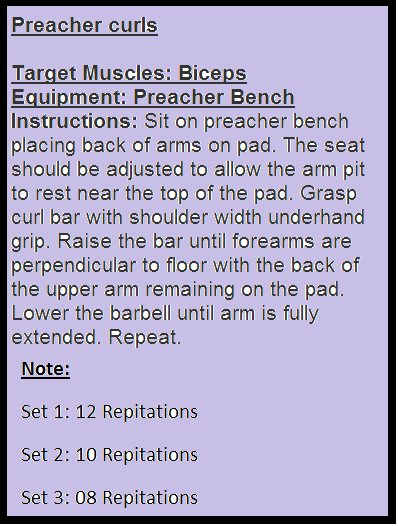 Preacher curls
Target Muscles: Biceps
Equipment: Preacher Bench
Instructions: Sit on preacher bench
placing back of arms on pad. The seat
should be adjusted to allow the arm pit
to rest near the top of the pad. Grasp
curl bar with shoulder width underhand
grip. Raise the bar until forearms are
perpendicular to floor with the back of
the upper arm remaining on the pad.
Lower the barbell until arm is fully
extended. Repeat.
Note:
Set 1: 12 Repitations
Set 2: 10 Repitations
Set 3: 08 Repitations